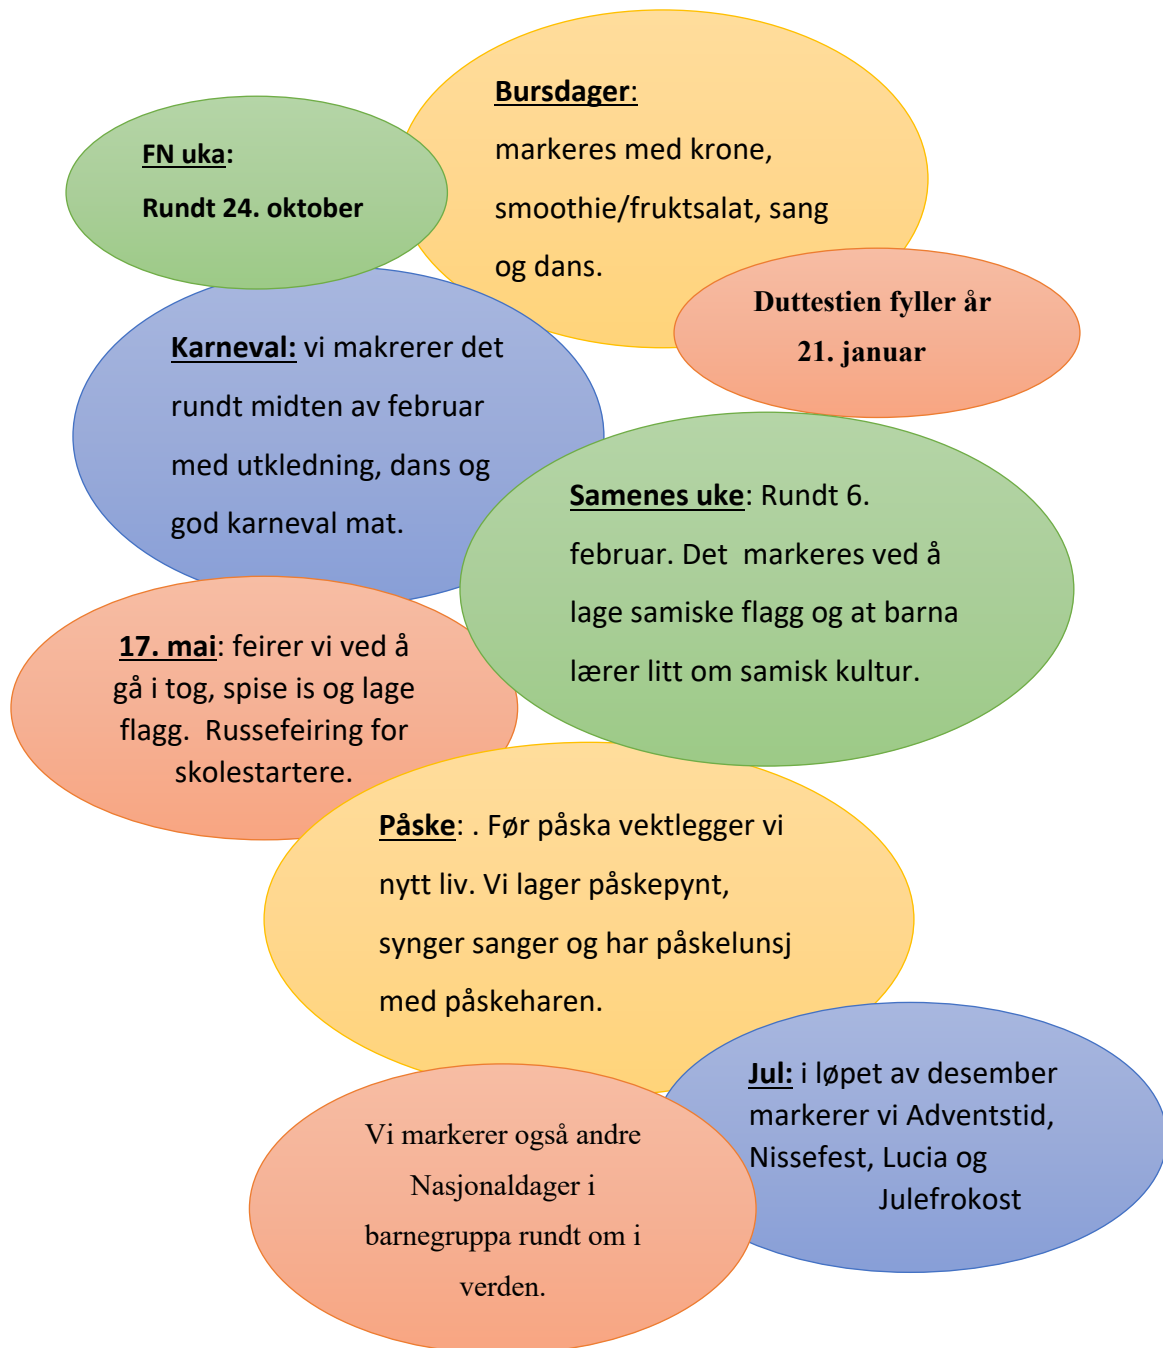 Bursdager:
markeres med krone,
smoothie/fruktsalat, sang
og dans.
FN uka:
Rundt 24. oktober
Duttestien fyller år
21. januar
Karneval: vi makrerer det
rundt midten av februar
med utkledning, dans og
god karneval mat.
Samenes uke: Rundt 6.
februar. Det  markeres ved å
lage samiske flagg og at barna
lærer litt om samisk kultur.
17. mai: feirer vi ved å
gå i tog, spise is og lage
flagg.  Russefeiring for
skolestartere.
Påske: . Før påska vektlegger vi
nytt liv. Vi lager påskepynt,
synger sanger og har påskelunsj
med påskeharen.
Jul: i løpet av desember
markerer vi Adventstid,
Nissefest, Lucia og
Julefrokost
Vi markerer også andre
Nasjonaldager i
barnegruppa rundt om i
verden.